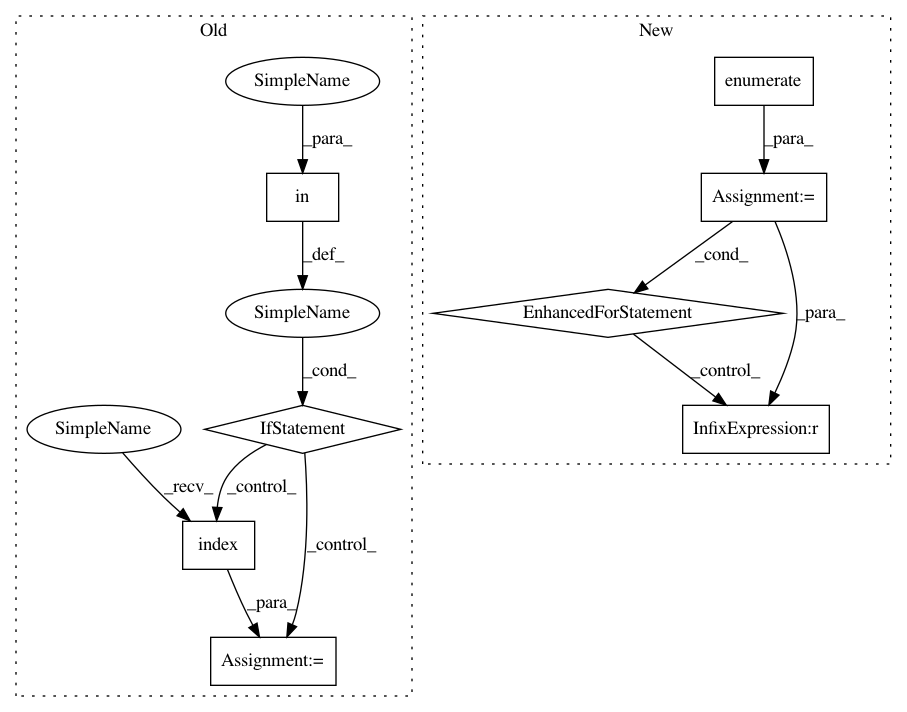 Old
New
SimpleName
enumerate
_para_
_para_
in
Assignment:=
_def_
_cond_
SimpleName
EnhancedForStatement
_para_
_cond_
_control_
SimpleName
IfStatement
InfixExpression:r
_recv_
_control_
index
_control_
_para_
Assignment:=